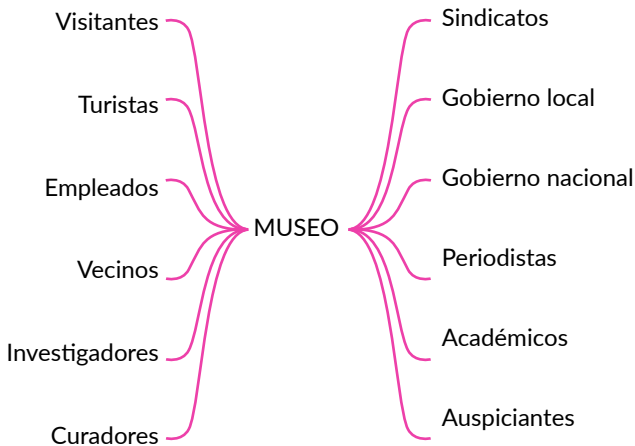 Visitantes
Turistas
Empleados
Vecinos
Investigadores
Curadores
MUSEO
Sindicatos
Gobierno local
Gobierno nacional
Periodistas
Académicos
Auspiciantes